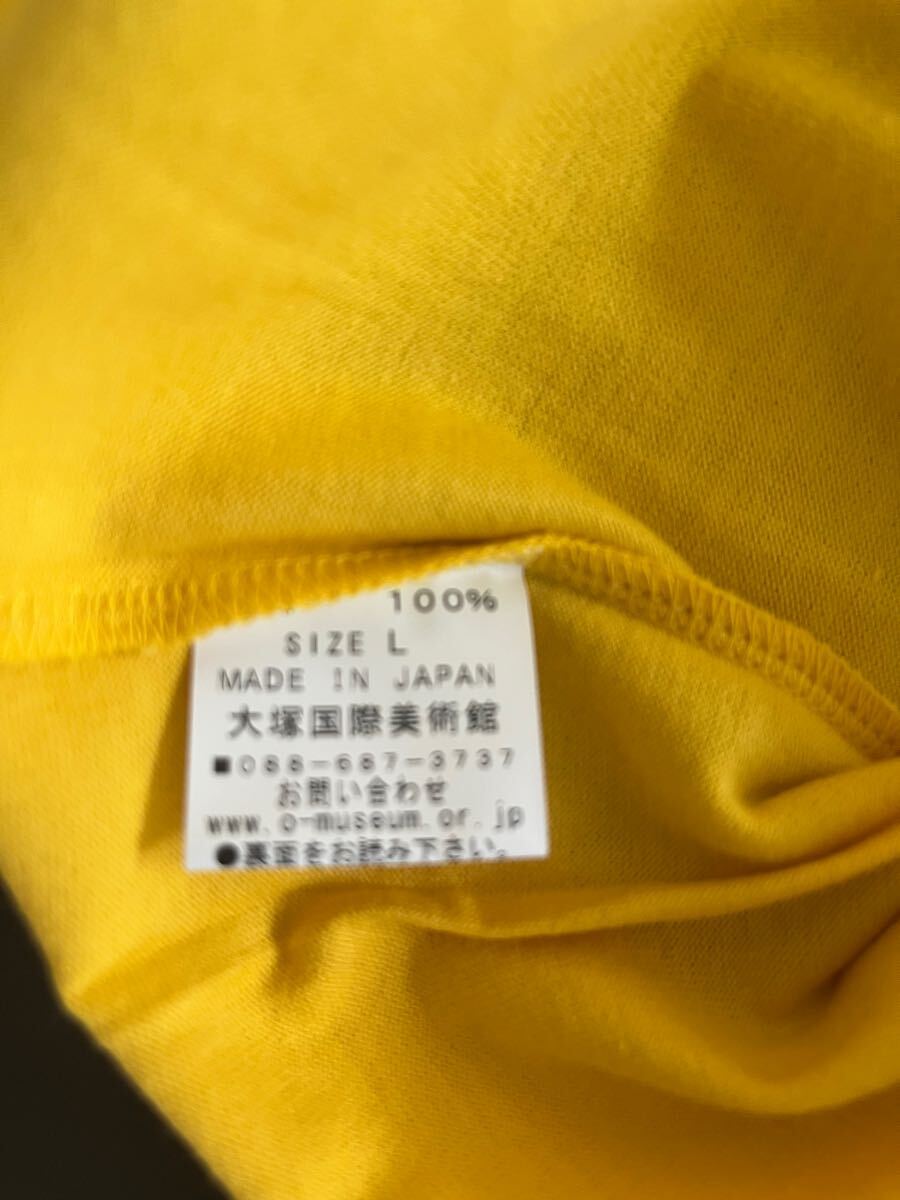 100%
SIZE L
MADE IN JAPAN
大塚国際美術館
■088-687-3737
お問い合わせ
www.o-museum.or.jp
●裏面をお読み下さい。